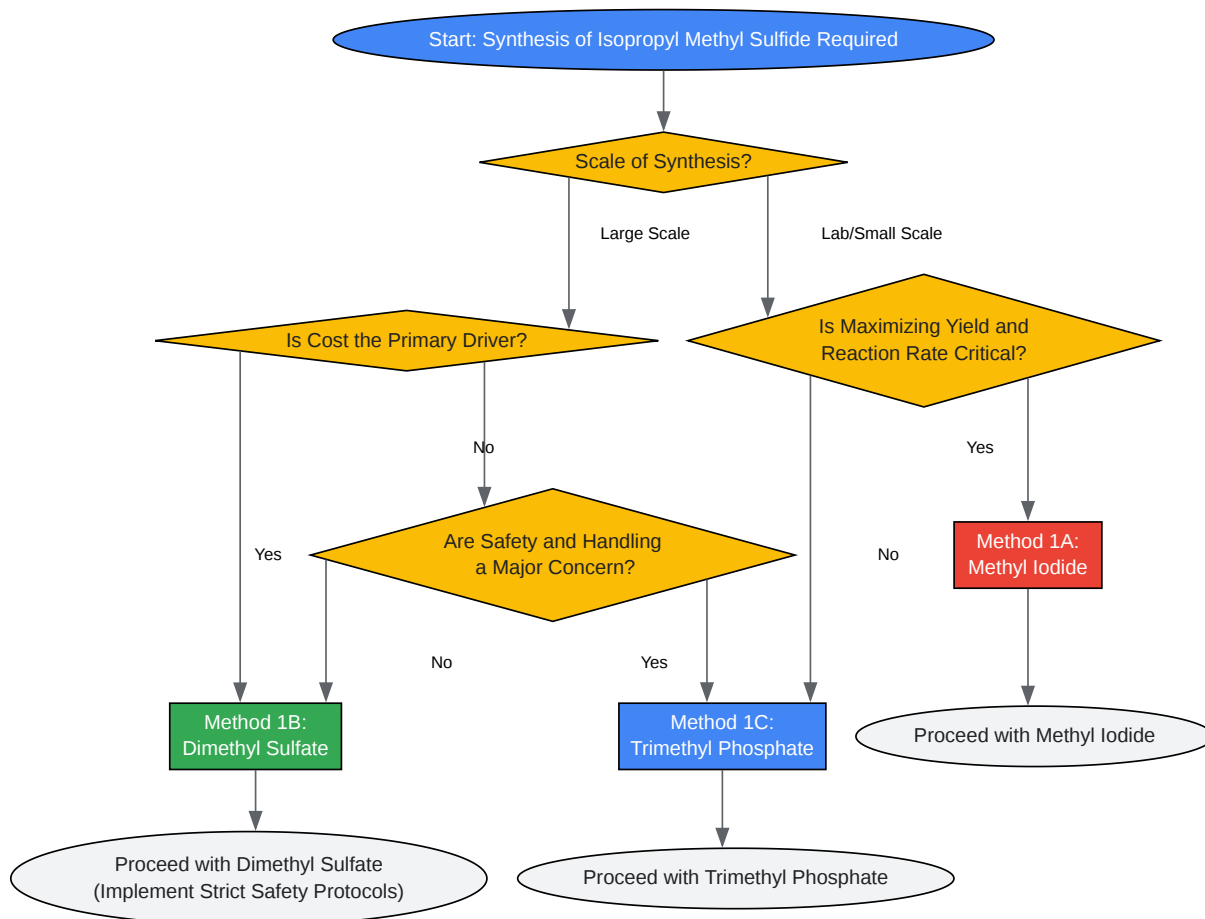 Start: Synthesis of Isopropyl Methyl Sulfide Required
Scale of Synthesis?
Large Scale
Lab/Small Scale
Is Cost the Primary Driver?
Is Maximizing Yield and
Reaction Rate Critical?
No
Yes
Are Safety and Handling
a Major Concern?
Yes
No
Method 1A:
Methyl Iodide
No
Yes
Method 1B:
Dimethyl Sulfate
Method 1C:
Trimethyl Phosphate
Proceed with Methyl Iodide
Proceed with Dimethyl Sulfate
(Implement Strict Safety Protocols)
Proceed with Trimethyl Phosphate